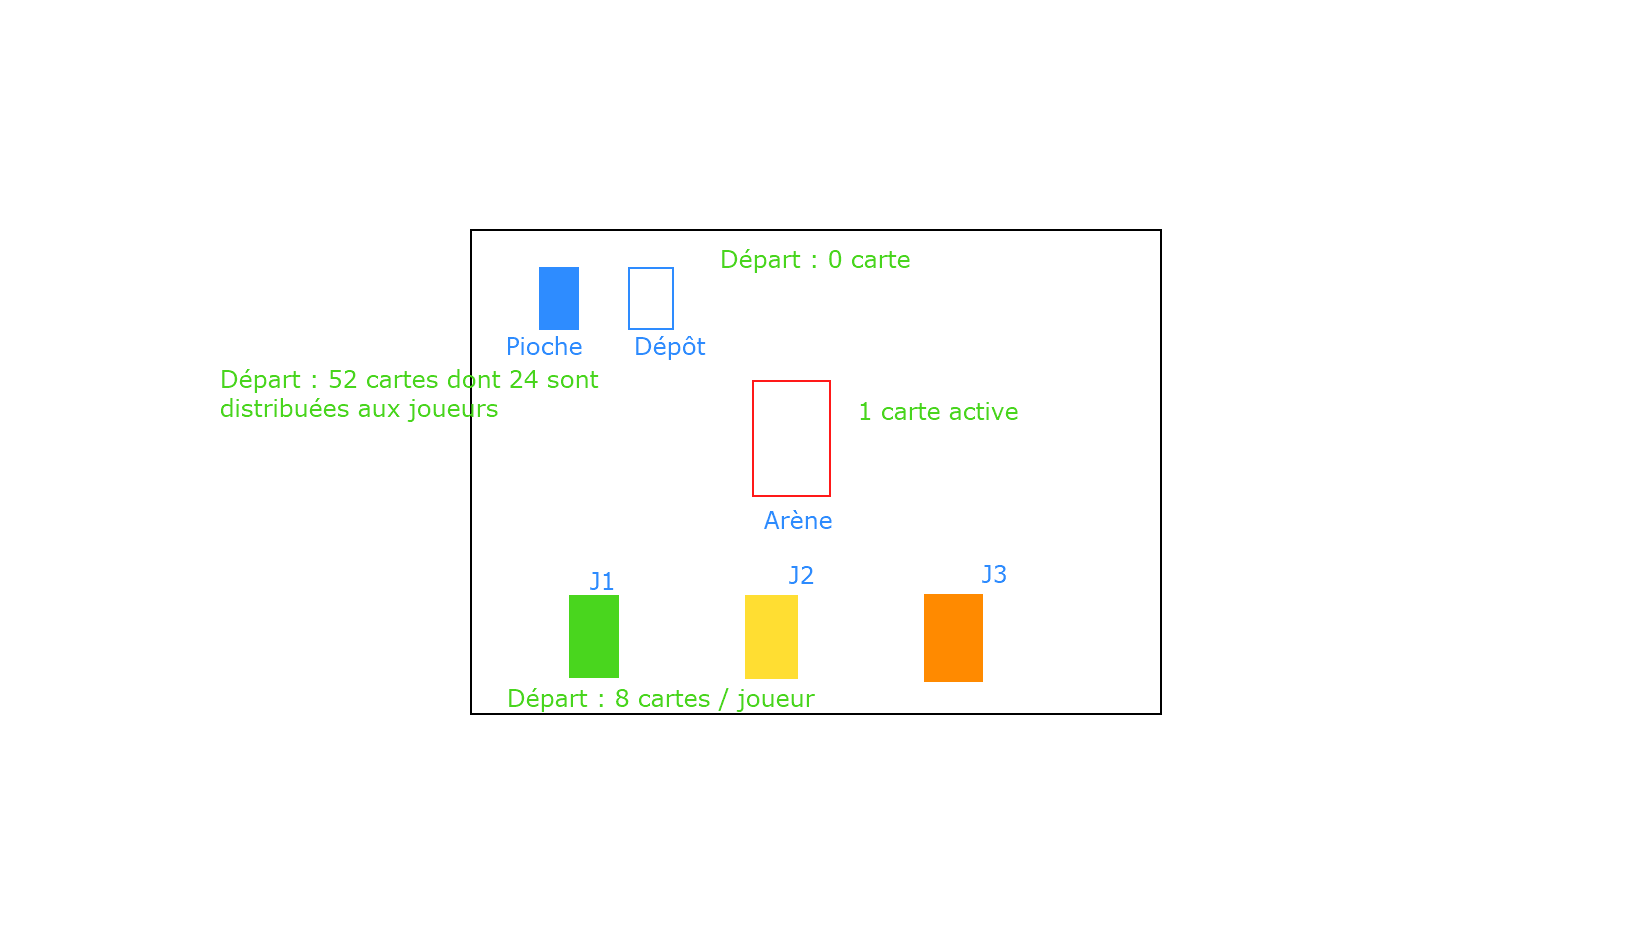 Départ : 0 carte
Pioche
Dépôt
Départ : 52 cartes dont 24 sont
distribuées aux joueurs
1 carte active
Arène
J1
J2
J3
Départ : 8 cartes / joueur